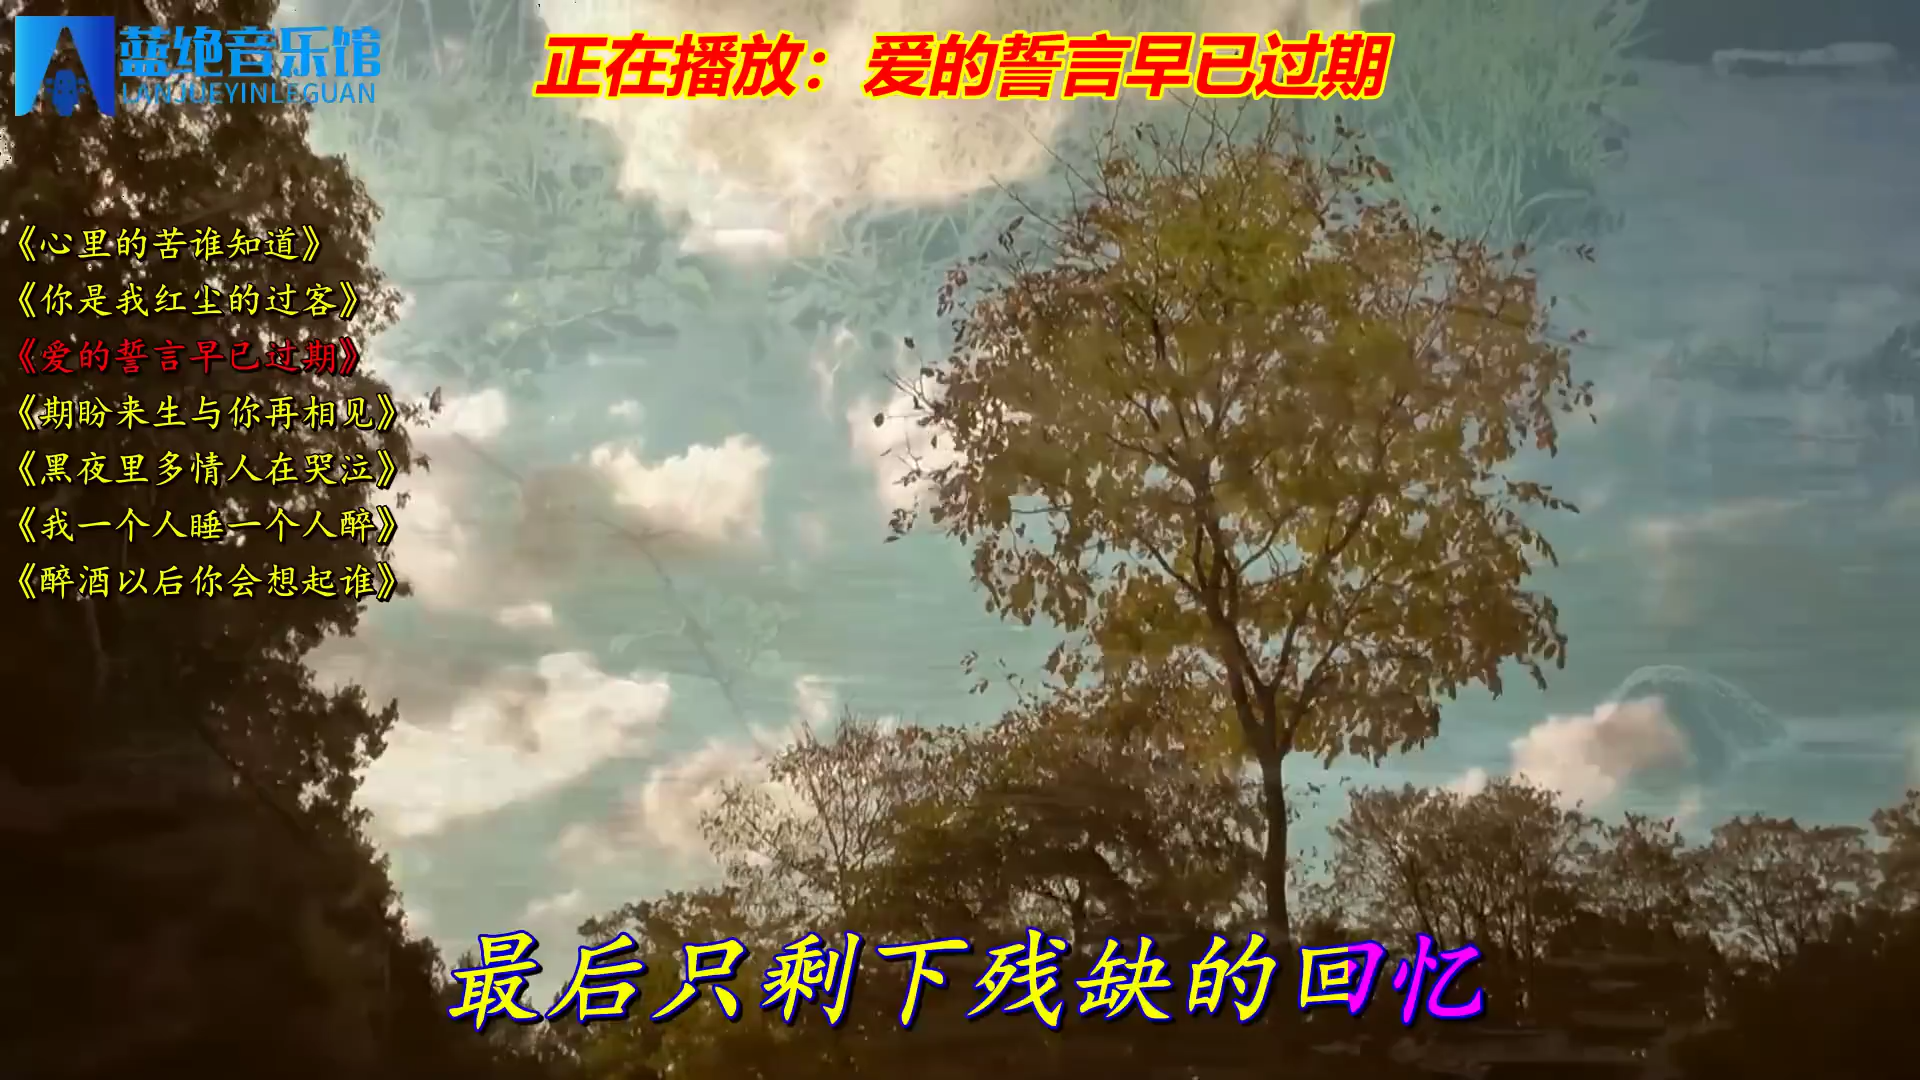 蓝绝音乐馆
LANJUEYINLEGUAN
正在播放：爱的誓言早已过期
《心里的苦谁知道》
《你是我红尘的过客》
《爱的誓言早已过期》
《期盼来生与你再相见》
《黑夜里多情人在哭泣》
《我一个人睡一个人醉》
《醉酒以后你会想起谁》
最后只剩下残缺的回忆